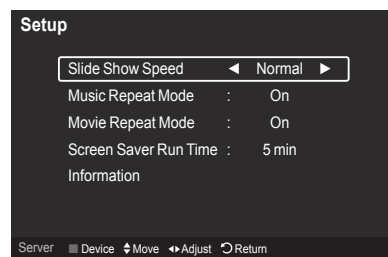 Setup
Slide Show Speed ◀ Normal ▶
Music Repeat Mode : On
Movie Repeat Mode : On
Screen Saver Run Time : 5 min
Information
Server Device Move Adjust Return